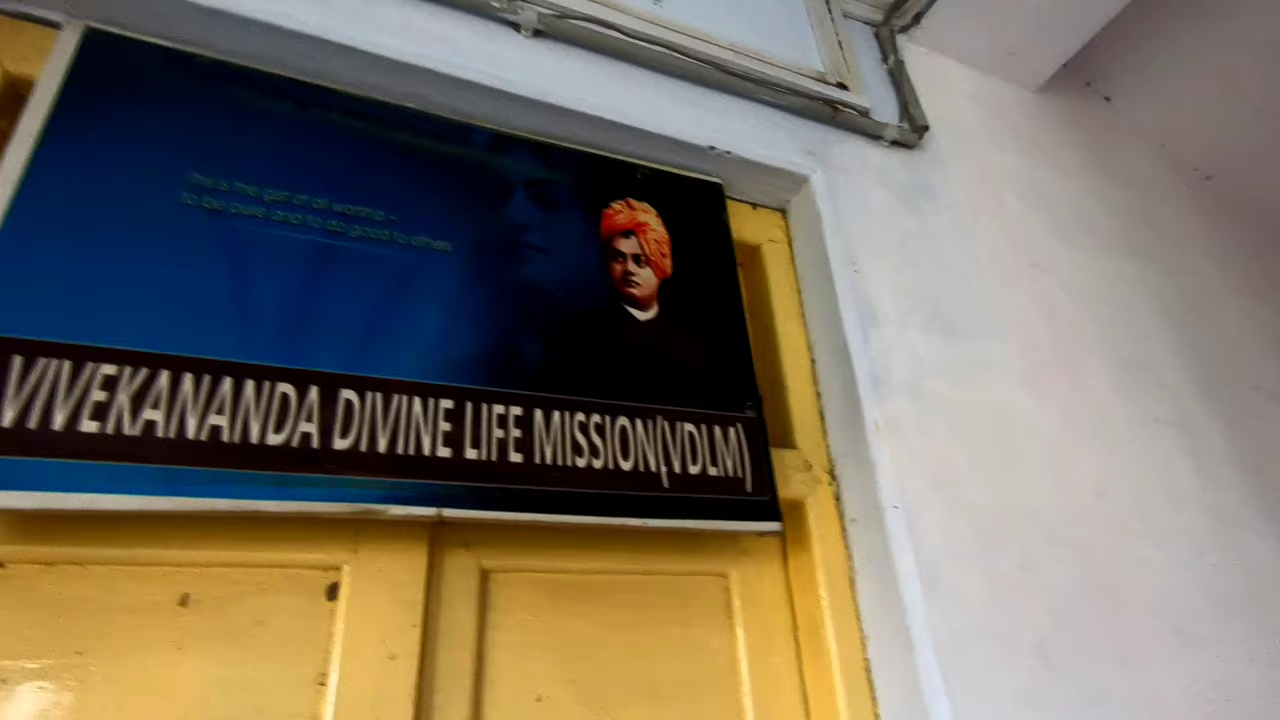 This is the gist of all worship –
to be pure and to do good to others.
VIVEKANANDA DIVINE LIFE MISSION(VDLM)